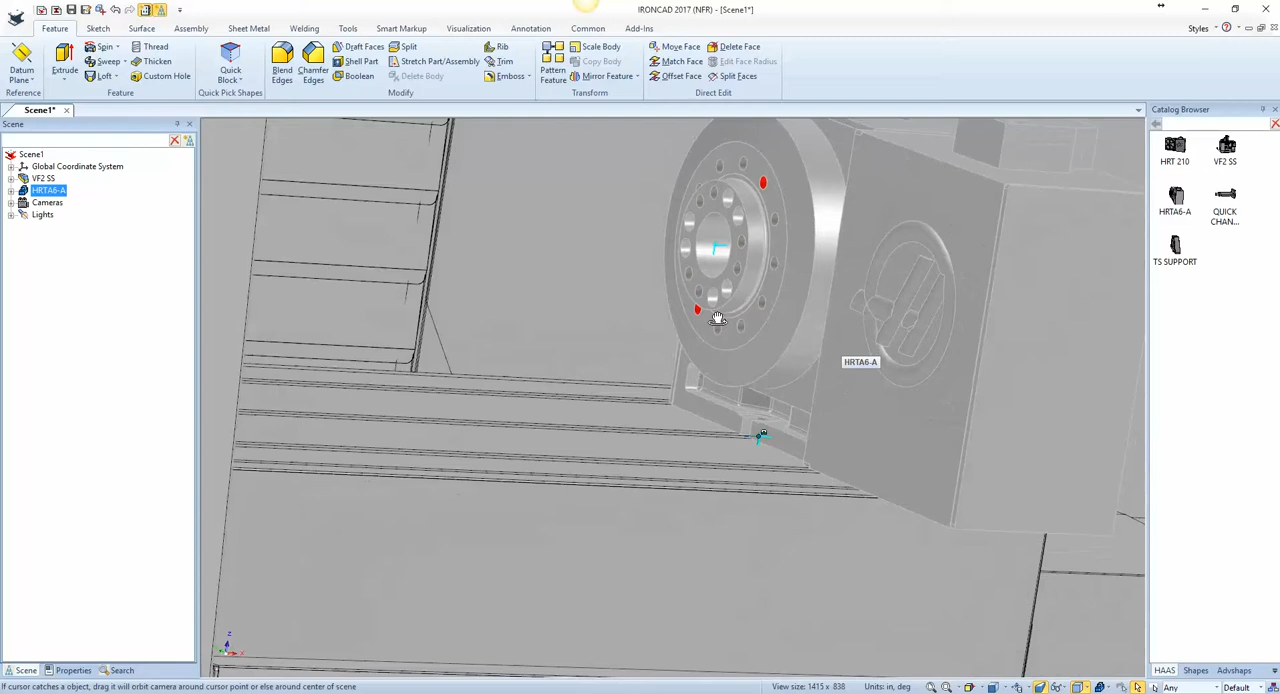 IRONCAD 2017 (NFR) - [Scene1*]
Feature Sketch Surface Assembly Sheet Metal Welding Tools Smart Markup Visualization Annotation Direct Common Add-Ins Styles
Datum Plane
Extrude
Spin
Sweep
Loft
Thread
Thicken
Custom Hole
Quick Block
Blend Edges
Chamfer Edges
Draft Faces
Shell Part
Boolean
Split
Stretch Part/Assembly
Delete Body
Rib
Trim
Emboss
Pattern Feature
Scale Body
Copy Body
Mirror Feature
Move Face
Match Face
Offset Face
Delete Face
Edit Face Radius
Split Faces
Reference Feature Quick Pick Shapes Modify Transform Direct Edit
Scene1*
Scene
Scene1
Global Coordinate System
VF2 SS
HRTA6-A
Cameras
Lights
HRTA6-A
z
x
Catalog Browser
HRT 210 VF2 SS
HRTA6-A QUICK CHAN...
TS SUPPORT
Scene Properties Search
HAAS Shapes Advshaps
If cursor catches a object, drag it will orbit camera around cursor point or else around center of scene
View size: 1415 x 838 Units: in, deg
Any Default